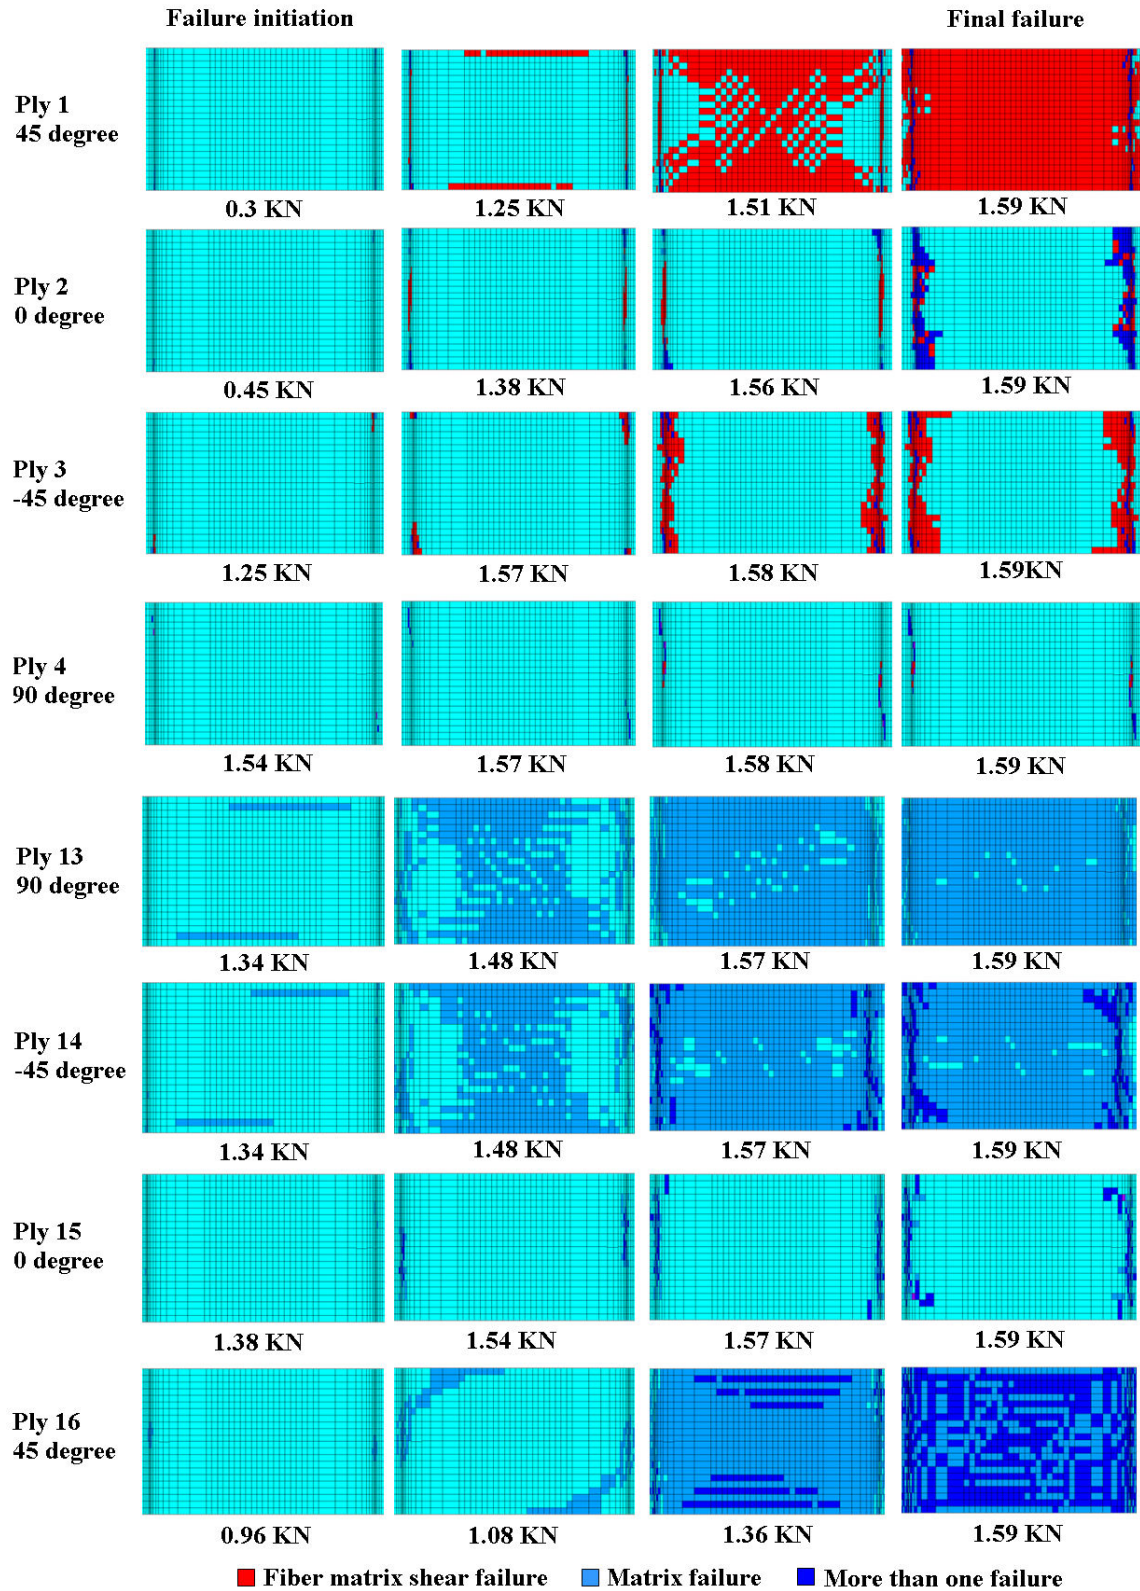 Failure initiation
Final failure
Ply 1
45 degree
0.3 KN
1.25 KN
1.51 KN
1.59 KN
Ply 2
0 degree
0.45 KN
1.38 KN
1.56 KN
1.59 KN
Ply 3
-45 degree
1.25 KN
1.57 KN
1.58 KN
1.59KN
Ply 4
90 degree
1.54 KN
1.57 KN
1.58 KN
1.59 KN
Ply 13
90 degree
1.34 KN
1.48 KN
1.57 KN
1.59 KN
Ply 14
-45 degree
1.34 KN
1.48 KN
1.57 KN
1.59 KN
Ply 15
0 degree
1.38 KN
1.54 KN
1.57 KN
1.59 KN
Ply 16
45 degree
0.96 KN
1.08 KN
1.36 KN
1.59 KN
Fiber matrix shear failure
Matrix failure
More than one failure